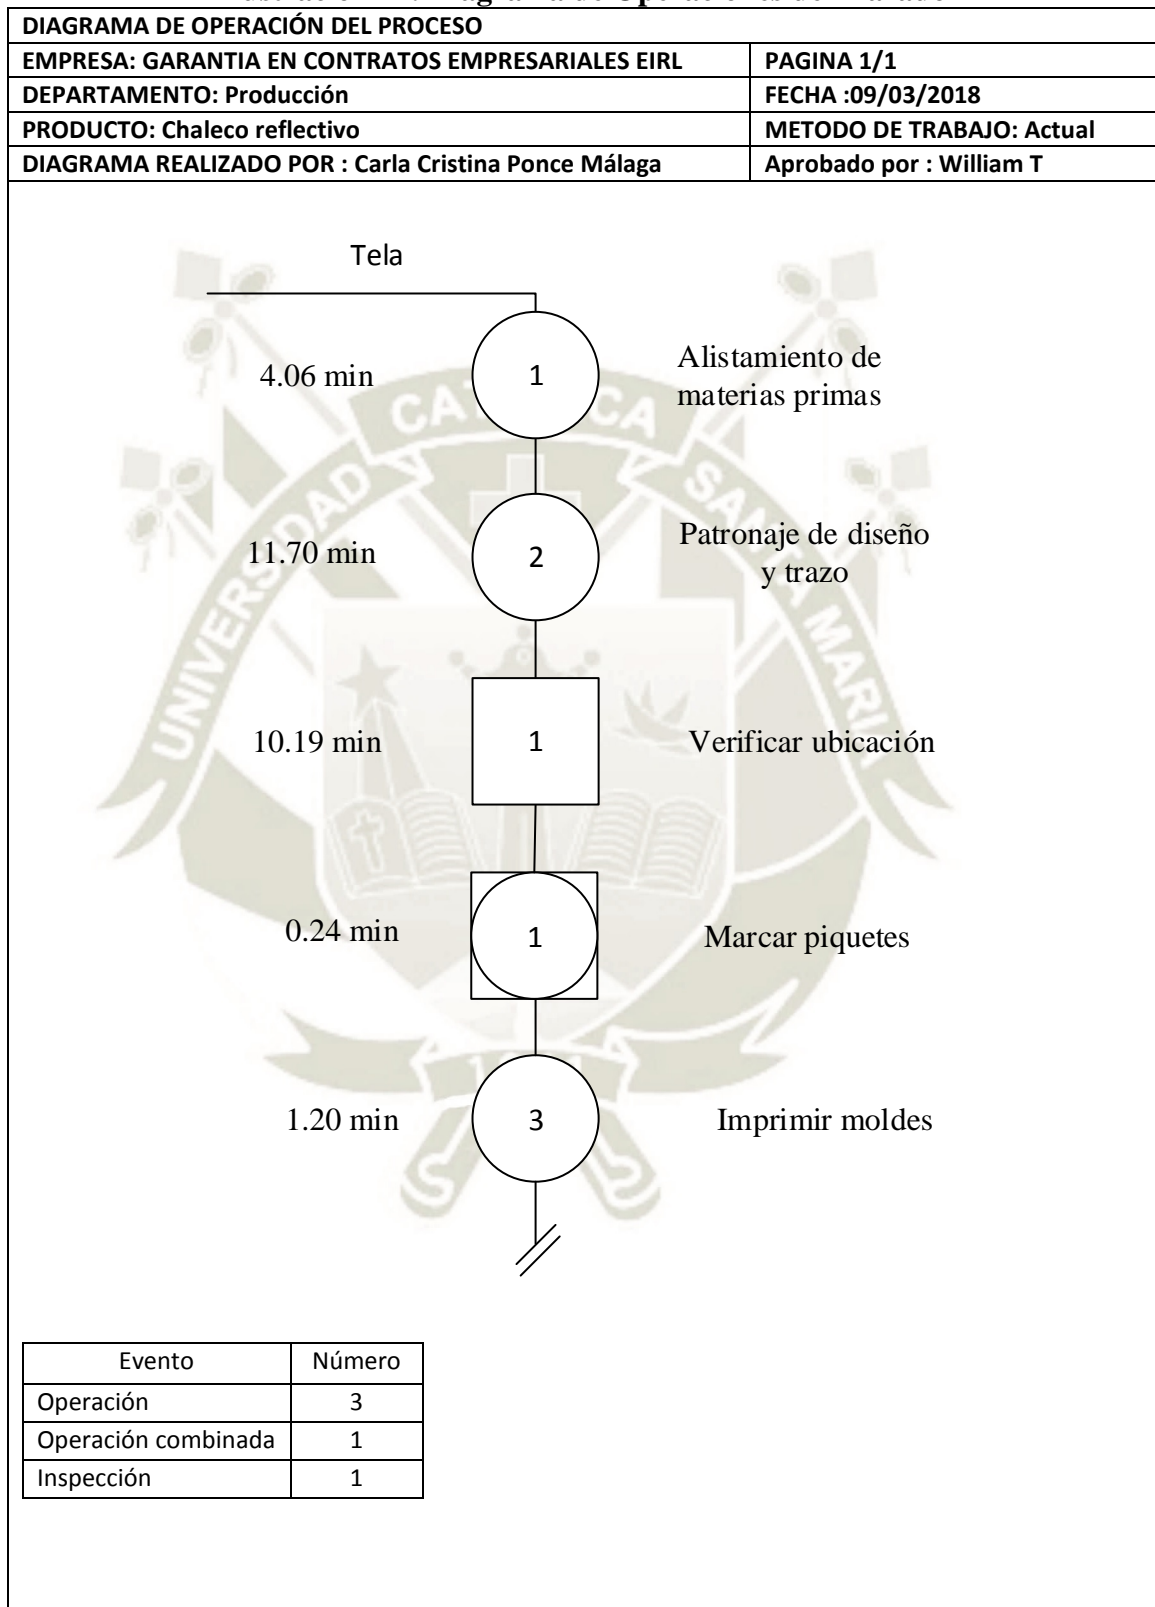 DIAGRAMA DE OPERACIÓN DEL PROCESO
EMPRESA: GARANTIA EN CONTRATOS EMPRESARIALES EIRL PAGINA 1/1
DEPARTAMENTO: Producción FECHA :09/03/2018
PRODUCTO: Chaleco reflectivo METODO DE TRABAJO: Actual
DIAGRAMA REALIZADO POR : Carla Cristina Ponce Málaga Aprobado por : William T
Tela
4.06 min 1 Alistamiento de
materias primas
11.70 min 2 Patronaje de diseño
y trazo
10.19 min 1 Verificar ubicación
0.24 min 1 Marcar piquetes
1.20 min 3 Imprimir moldes
Evento Número
Operación 3
Operación combinada 1
Inspección 1
UNIVERSIDAD
SANTA MARIA